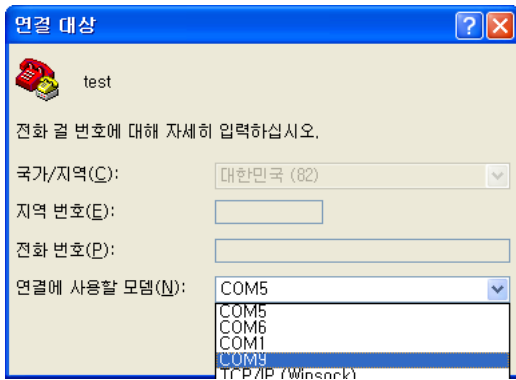 연결 대상
test
전화 걸 번호에 대해 자세히 입력하십시오.
국가/지역(C): 대한민국 (82)
지역 번호(E):
전화 번호(P):
연결에 사용할 모뎀(N): COM5
COM5
COM6
COM1
COM9
TCP/IP (Winsock)